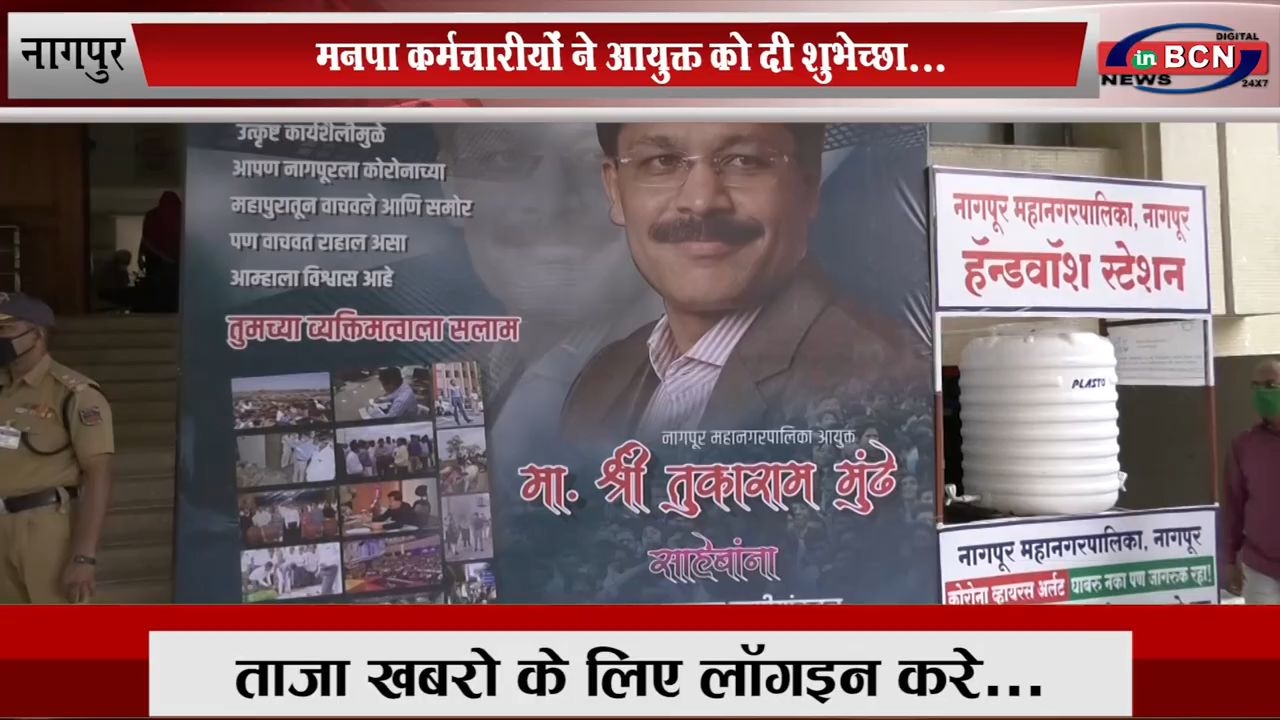 नागपुर
मनपा कर्मचारीयों ने आयुक्त को दी शुभेच्छा...
DIGITAL
in BCN
NEWS
24X7
उत्कृष्ट कार्यशैलीमुळे
आपण नागपूरला कोरोनाच्या
महापुरातून वाचवले आणि समोर
पण वाचवत राहाल असा
आम्हाला विश्वास आहे
तुमच्या व्यक्तिमत्वाला सलाम
नागपूर महानगरपालिका आयुक्त
मा. श्री तुकाराम मुंढे
साहेबांना
नागपूर महानगरपालिका, नागपूर
हॅन्डवॉश स्टेशन
PLASTO
नागपूर महानगरपालिका, नागपूर
कोरोना व्हायरस अर्लट घाबरु नका पण जागरुक रहा!
ताजा खबरो के लिए लॉगइन करे...